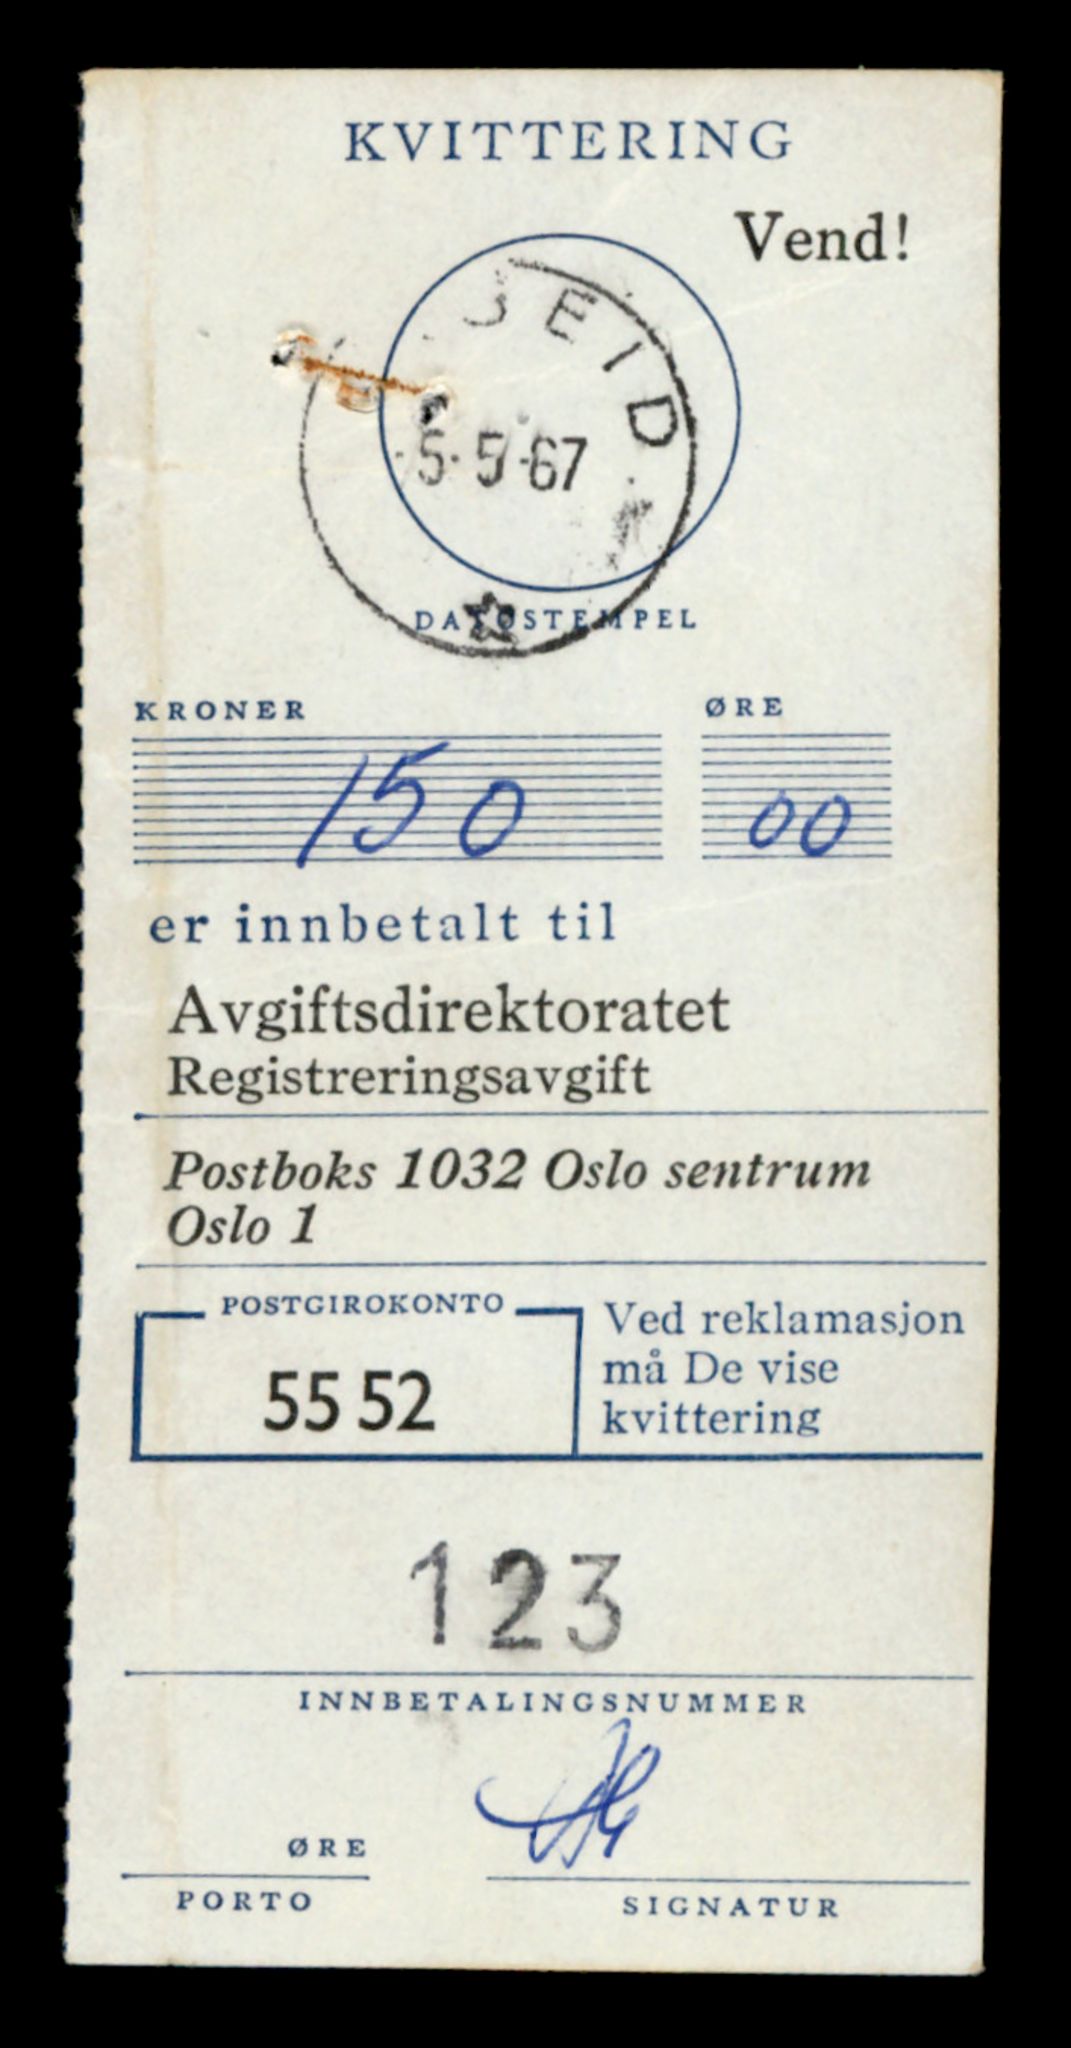 KVITTERING
Vend!
EID
5.5.67
DATOSTEMPEL
KRONER ØRE
150 00
er innbetalt til
Avgiftsdirektoratet
Registreringsavgift
Postboks 1032 Oslo sentrum
Oslo 1
POSTGIROKONTO
55 52
Ved reklamasjon
må De vise
kvittering
123
INNBETALINGSNUMMER
ØRE
PORTO
SIGNATUR